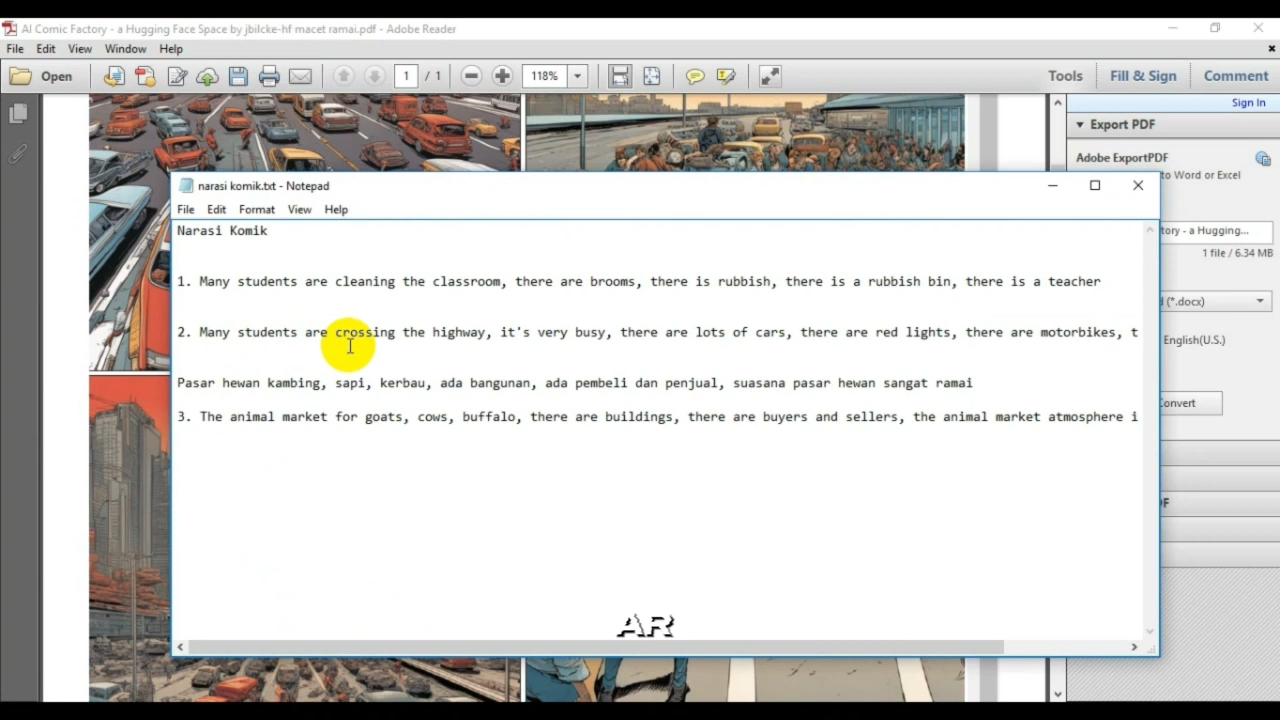 AI Comic Factory - a Hugging Face Space by jbilcke-hf macet ramai.pdf - Adobe Reader
File Edit View Window Help
Open 1 / 1 118% Tools Fill & Sign Comment
Sign In
Export PDF
Adobe ExportPDF
to Word or Excel
narasi komik.txt - Notepad
File Edit Format View Help
Narasi Komik
tory - a Hugging...
1 file / 6.34 MB
1. Many students are cleaning the classroom, there are brooms, there is rubbish, there is a rubbish bin, there is a teacher
(*.docx)
2. Many students are crossing the highway, it's very busy, there are lots of cars, there are red lights, there are motorbikes, t
English(U.S.)
Pasar hewan kambing, sapi, kerbau, ada bangunan, ada pembeli dan penjual, suasana pasar hewan sangat ramai
Convert
3. The animal market for goats, cows, buffalo, there are buildings, there are buyers and sellers, the animal market atmosphere i
AR